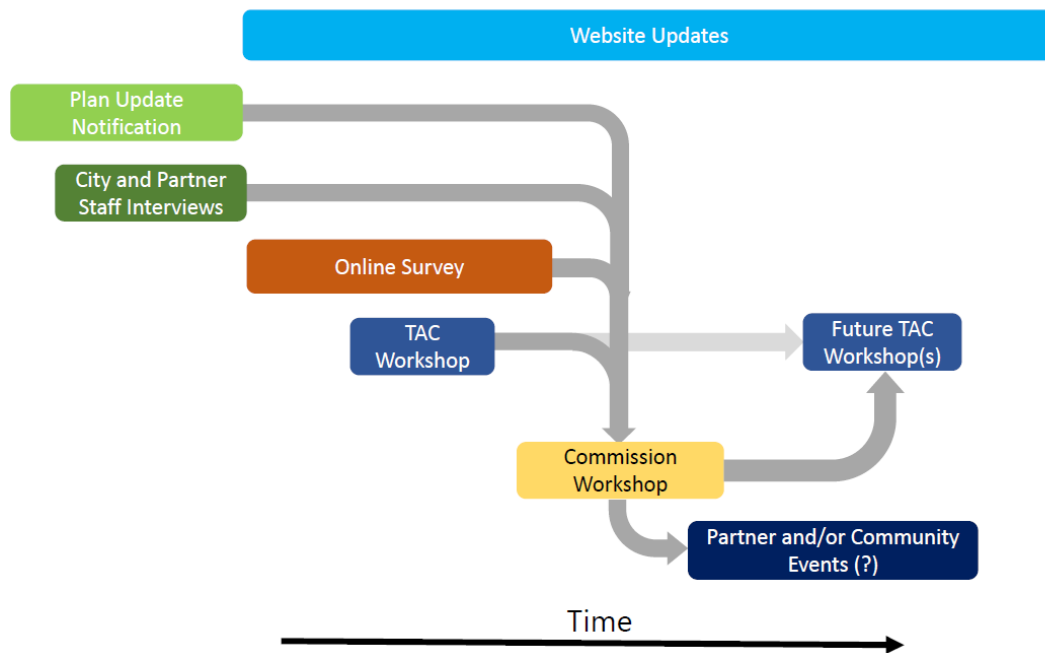 Website Updates
Plan Update
Notification
City and Partner
Staff Interviews
Online Survey
TAC
Workshop
Future TAC
Workshop(s)
Commission
Workshop
Partner and/or Community
Events (?)
Time